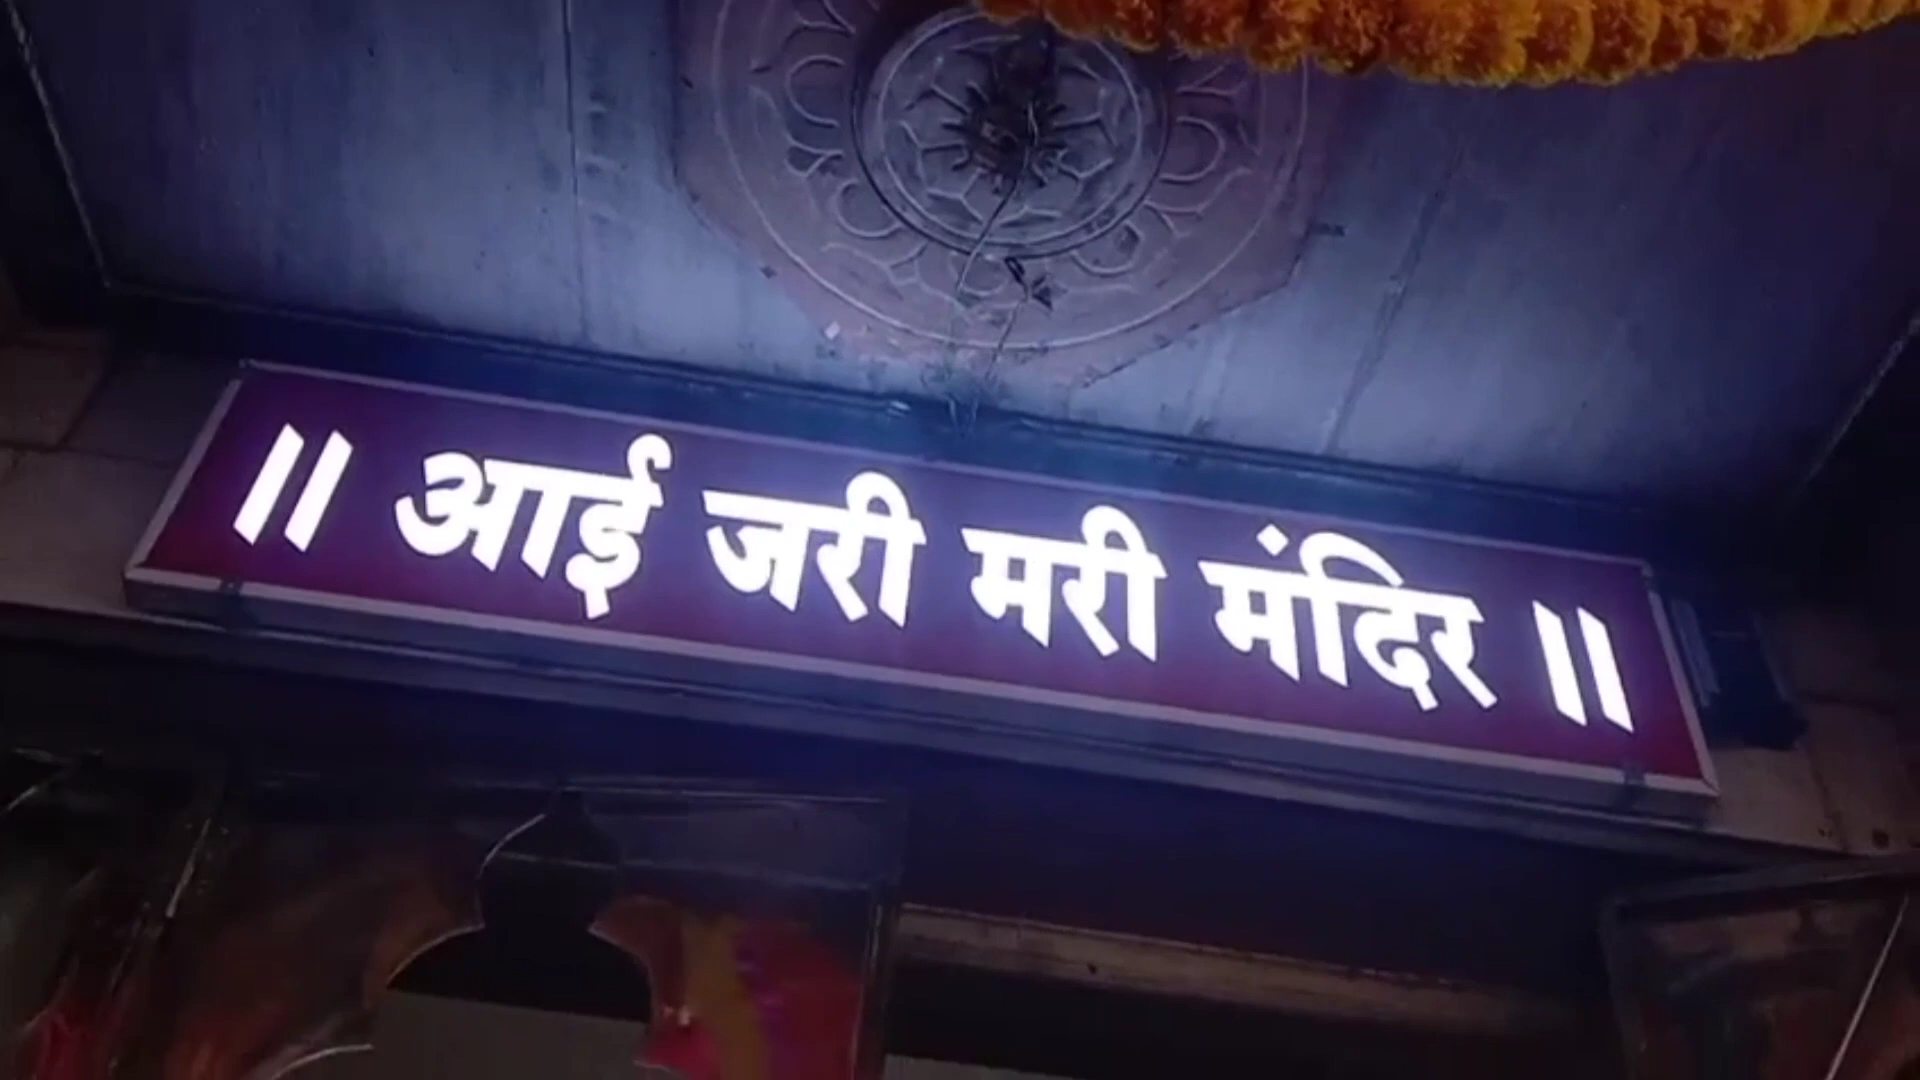 || आई जरी मरी मंदिर ||